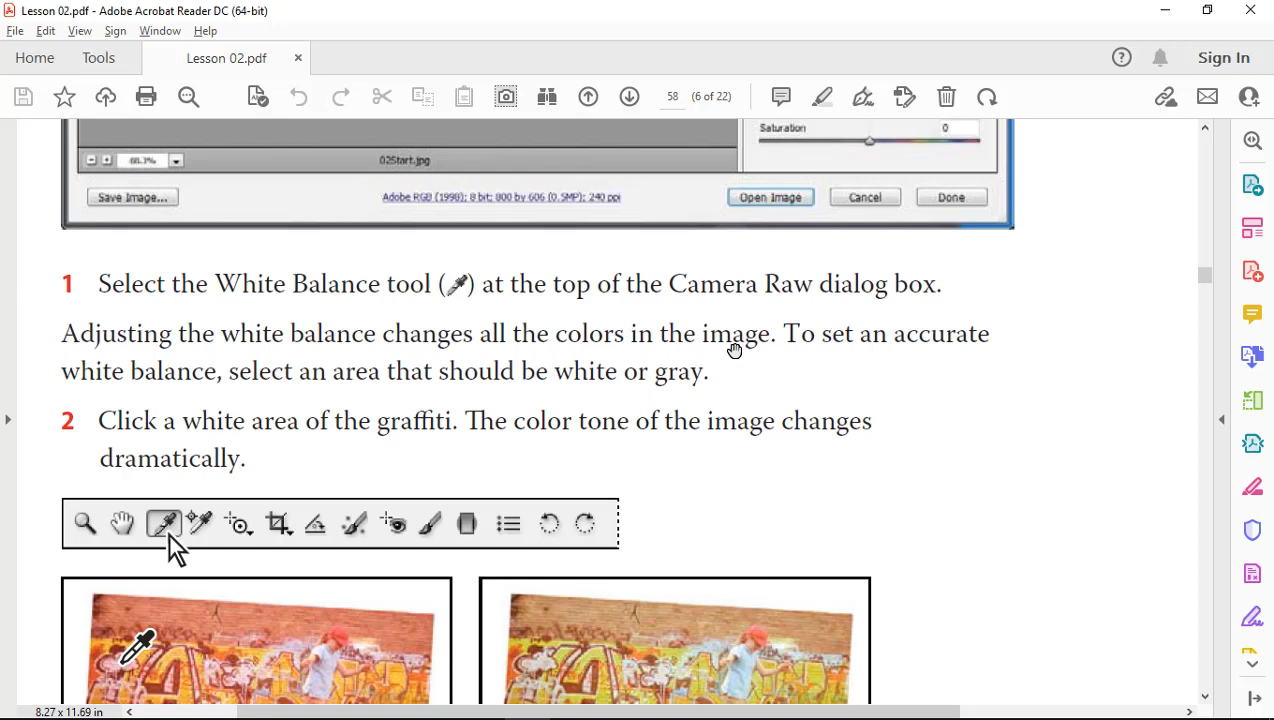 Lesson 02.pdf - Adobe Acrobat Reader DC (64-bit)
File Edit View Sign Window Help
Home Tools Lesson 02.pdf × Sign In
58 (6 of 22)
Saturation 0
68.3% 02Start.jpg
Save Image... Adobe RGB (1998); 8 bit; 800 by 606 (0.5MP); 240 ppi Open Image Cancel Done
1 Select the White Balance tool ( ) at the top of the Camera Raw dialog box.
Adjusting the white balance changes all the colors in the image. To set an accurate
white balance, select an area that should be white or gray.
2 Click a white area of the graffiti. The color tone of the image changes
dramatically.
8.27 x 11.69 in